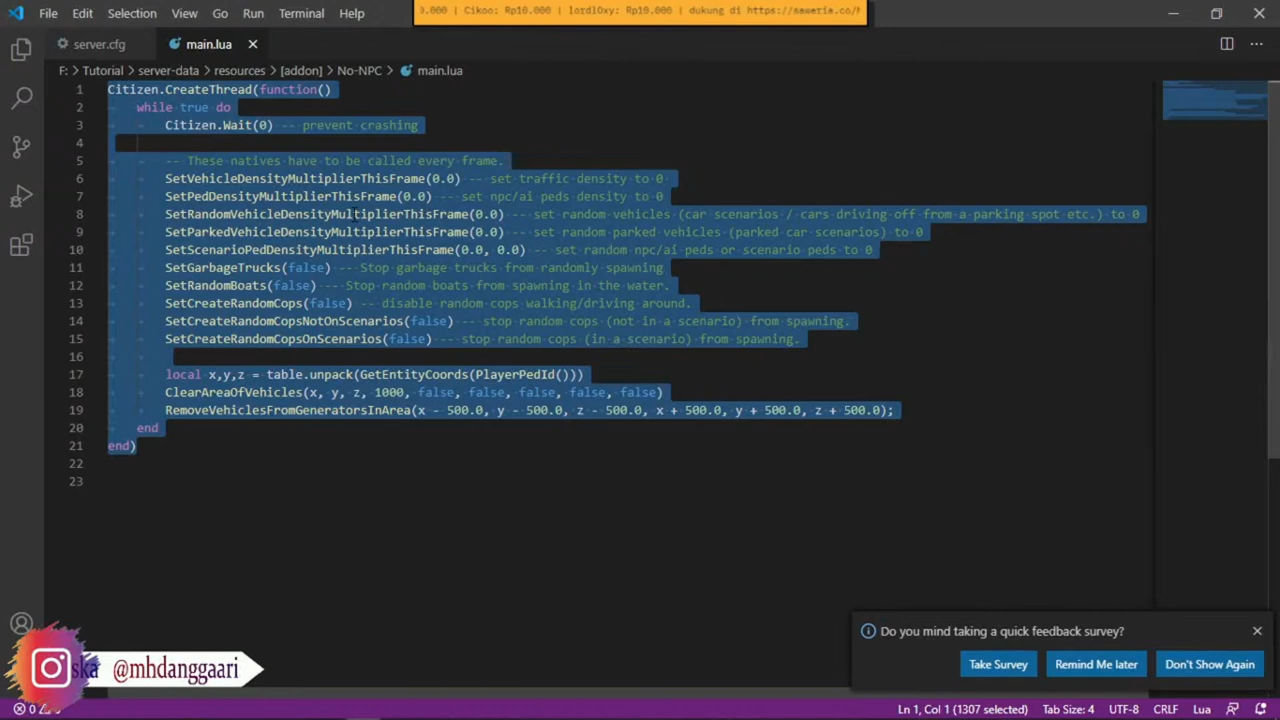 File Edit Selection View Go Run Terminal Help
0.000 | Cikoo: Rp10.000 | lordlOxy: Rp10.000 | dukung di https://saweria.co/
server.cfg main.lua
F: > Tutorial > server-data > resources > [addon] > No-NPC > main.lua
1 Citizen.CreateThread(function()
2 while true do
3 Citizen.Wait(0) -- prevent crashing
4
5 -- These natives have to be called every frame.
6 SetVehicleDensityMultiplierThisFrame(0.0) -- set traffic density to 0
7 SetPedDensityMultiplierThisFrame(0.0) -- set npc/ai peds density to 0
8 SetRandomVehicleDensityMultiplierThisFrame(0.0) -- set random vehicles (car scenarios / cars driving off from a parking spot etc.) to 0
9 SetParkedVehicleDensityMultiplierThisFrame(0.0) -- set random parked vehicles (parked car scenarios) to 0
10 SetScenarioPedDensityMultiplierThisFrame(0.0, 0.0) -- set random npc/ai peds or scenario peds to 0
11 SetGarbageTrucks(false) -- Stop garbage trucks from randomly spawning
12 SetRandomBoats(false) -- Stop random boats from spawning in the water.
13 SetCreateRandomCops(false) -- disable random cops walking/driving around.
14 SetCreateRandomCopsNotOnScenarios(false) -- stop random cops (not in a scenario) from spawning.
15 SetCreateRandomCopsOnScenarios(false) -- stop random cops (in a scenario) from spawning.
16
17 local x,y,z = table.unpack(GetEntityCoords(PlayerPedId()))
18 ClearAreaOfVehicles(x, y, z, 1000, false, false, false, false, false)
19 RemoveVehiclesFromGeneratorsInArea(x - 500.0, y - 500.0, z - 500.0, x + 500.0, y + 500.0, z + 500.0);
20 end
21 end)
22
23
Do you mind taking a quick feedback survey?
Take Survey Remind Me later Don't Show Again
ska @mhdanggaari
0 Ln 1, Col 1 (1307 selected) Tab Size: 4 UTF-8 CRLF Lua